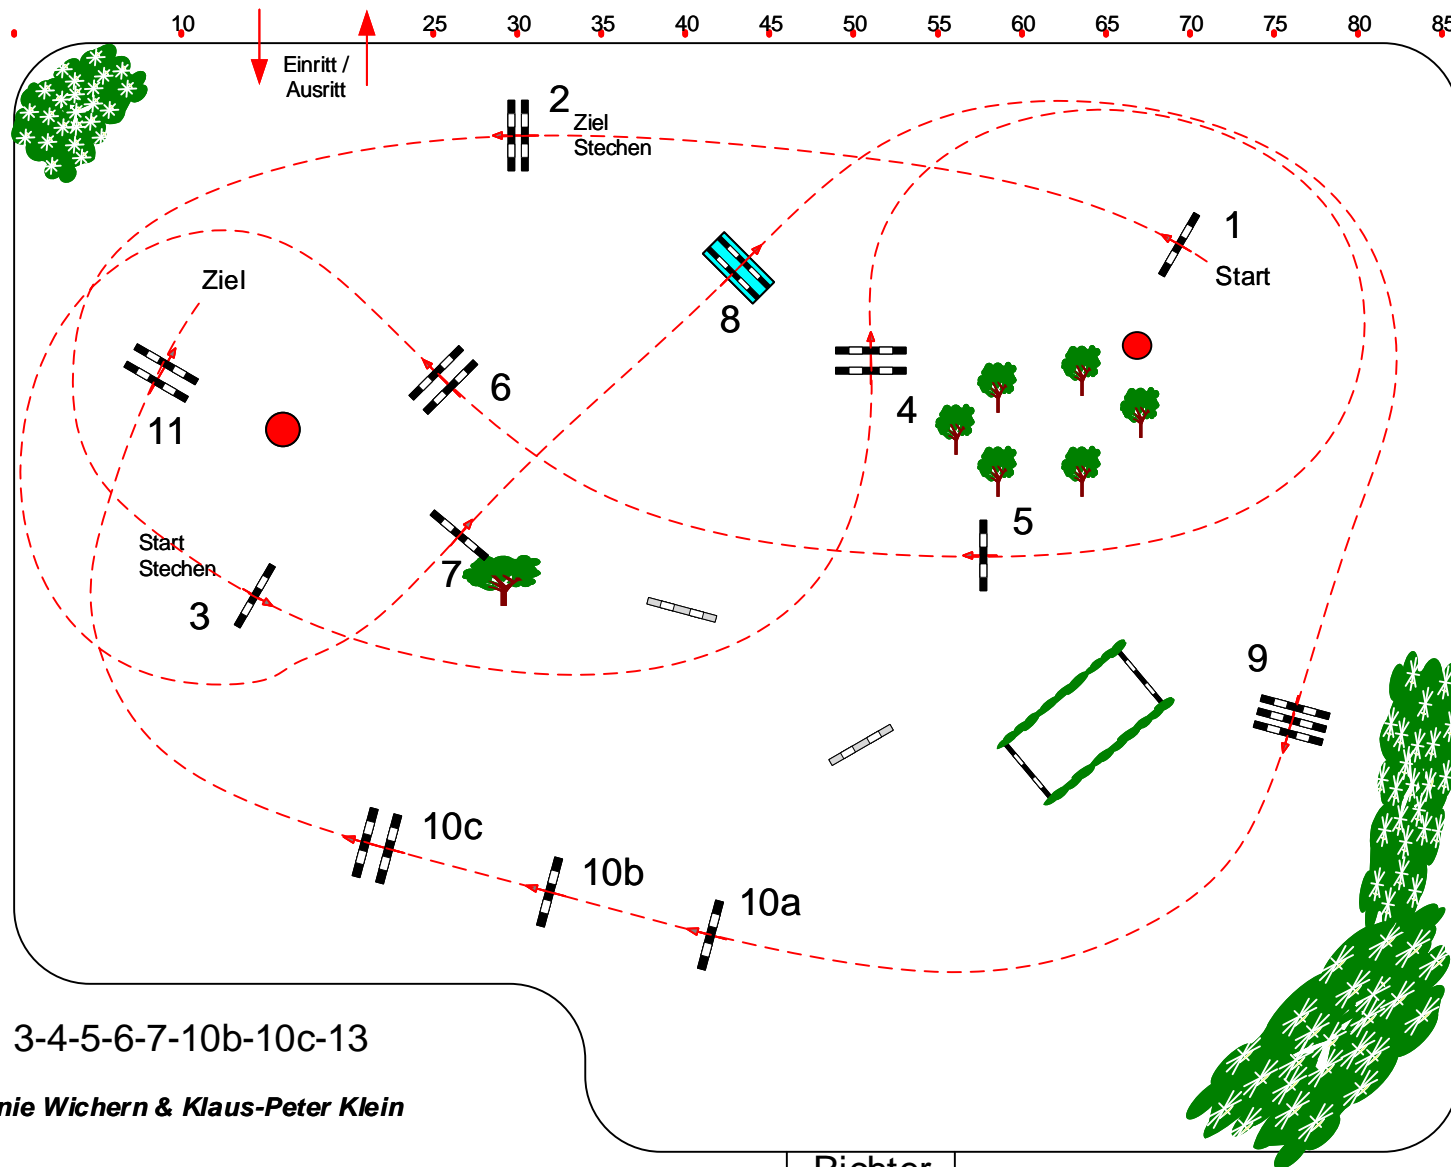 10 25 30 35 40 45 50 55 60 65 70 75 80 85
Einritt /
Ausritt
2
Ziel
Stechen
1
Start
Ziel
8
6
4
11
5
Start
Stechen
7
3
9
10c
10b
10a
3-4-5-6-7-10b-10c-13
nie Wichern & Klaus-Peter Klein
Richter